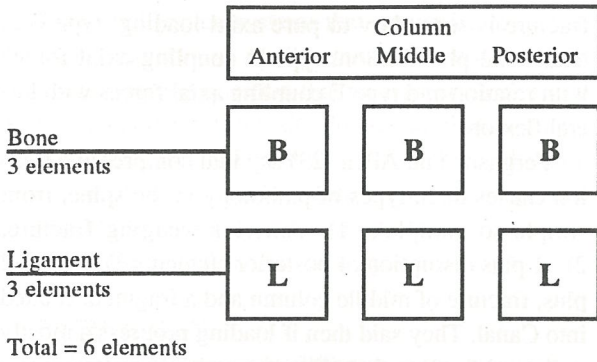 Column
Anterior Middle Posterior
Bone
3 elements
B B B
Ligament
3 elements
L L L
Total = 6 elements